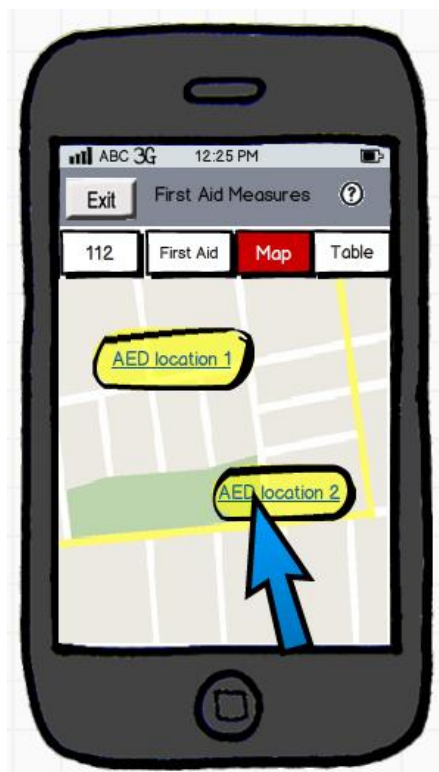 ABC 3G 12:25 PM
Exit First Aid Measures ?
112 First Aid Map Table
AED location 1
AED location 2